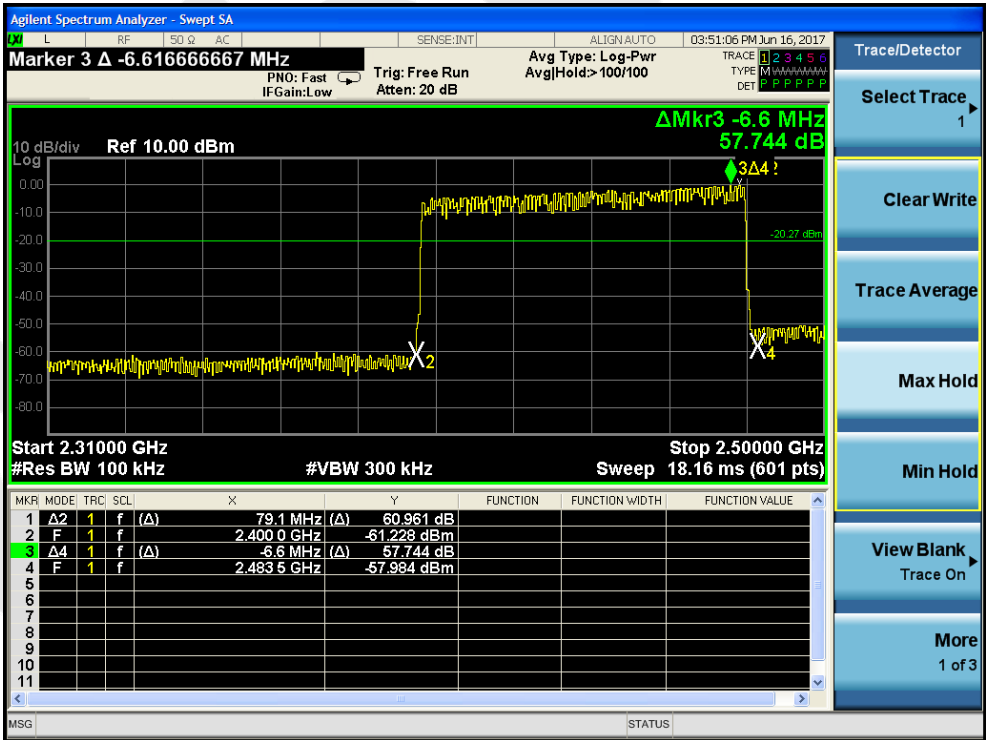 Agilent Spectrum Analyzer - Swept SA
LXI L RF 50 Ω AC SENSE:INT ALIGN AUTO 03:51:06 PM Jun 16, 2017
Marker 3 Δ -6.616666667 MHz
PNO: Fast
IFGain:Low
Trig: Free Run
Atten: 20 dB
Avg Type: Log-Pwr
Avg|Hold:> 100/100
TRACE 1 2 3 4 5 6
TYPE M W W W W W
DET P P P P P P
ΔMkr3 -6.6 MHz
57.744 dB
10 dB/div Ref 10.00 dBm
Log
0.00
-10.0
-20.0
-30.0
-40.0
-50.0
-60.0
-70.0
-80.0
3Δ4
-20.27 dBm
2
4
Start 2.31000 GHz Stop 2.50000 GHz
#Res BW 100 kHz #VBW 300 kHz Sweep 18.16 ms (601 pts)
MKR MODE TRC SCL X Y FUNCTION FUNCTION WIDTH FUNCTION VALUE
1 Δ2 1 f (Δ) 79.1 MHz (Δ) 60.961 dB
2 F 1 f 2.400 0 GHz -61.228 dBm
3 Δ4 1 f (Δ) -6.6 MHz (Δ) 57.744 dB
4 F 1 f 2.483 5 GHz -57.984 dBm
5
6
7
8
9
10
11
MSG STATUS
Trace/Detector
Select Trace
1
Clear Write
Trace Average
Max Hold
Min Hold
View Blank
Trace On
More
1 of 3